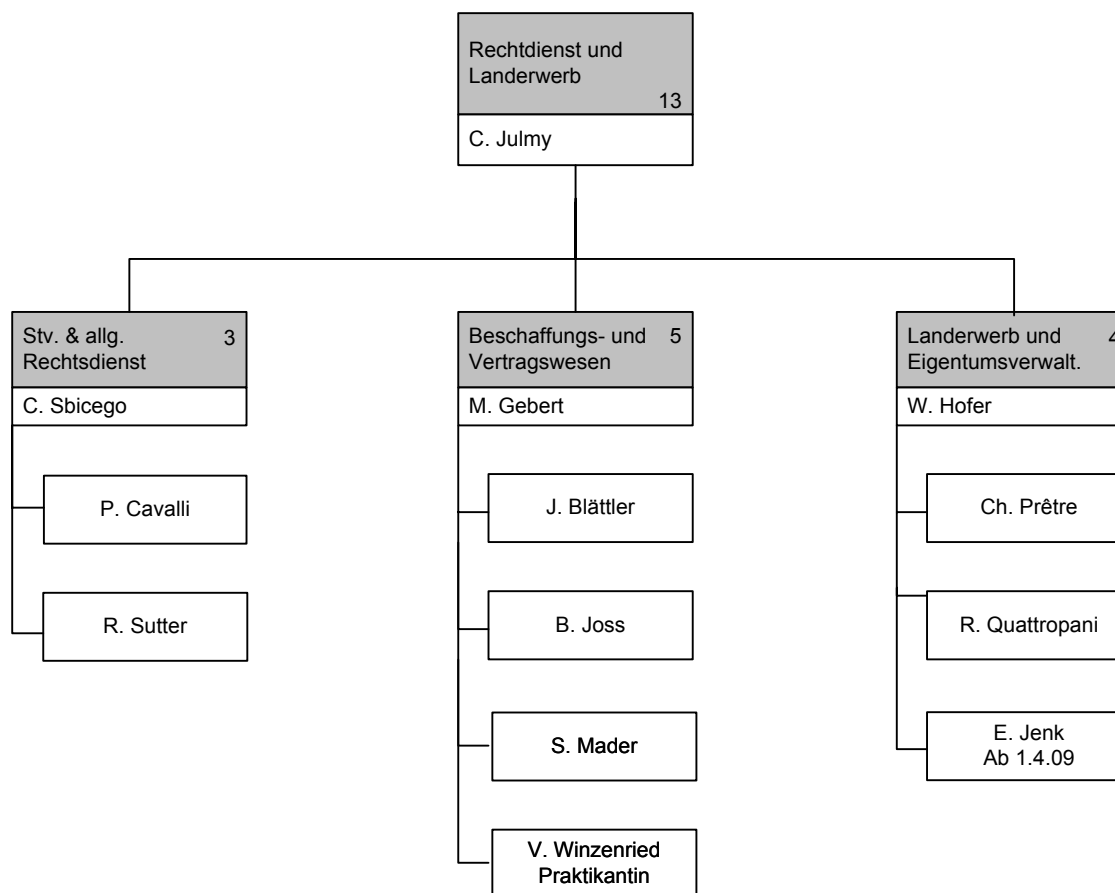 Rechtdienst und
Landerwerb
13
C. Julmy
Stv. & allg. 3
Rechtsdienst
C. Sbicego
P. Cavalli
R. Sutter
Beschaffungs- und 5
Vertragswesen
M. Gebert
J. Blättler
B. Joss
S. Mader
V. Winzenried
Praktikantin
Landerwerb und 4
Eigentumsverwalt.
W. Hofer
Ch. Prêtre
R. Quattropani
E. Jenk
Ab 1.4.09